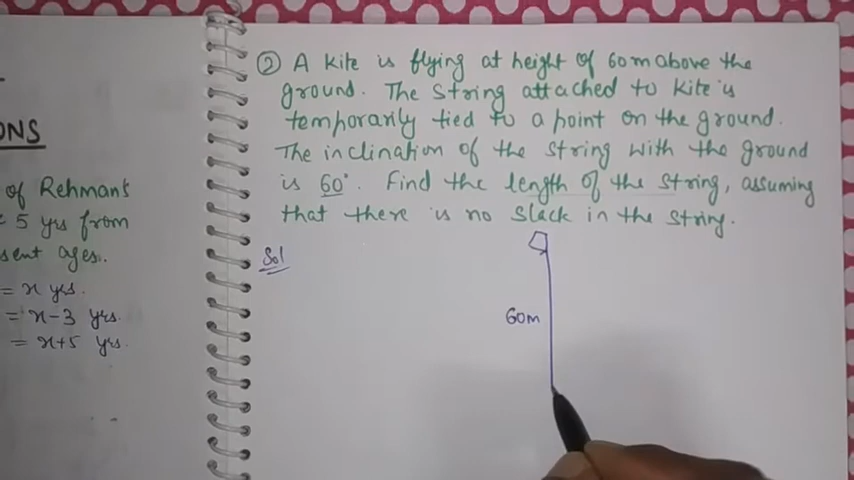 ONS
of Rehman's
= 5 yrs from
sent ages.
= x yrs.
= x-3 yrs.
= x+5 yrs.
② A kite is flying at height of 60m above the
ground. The string attached to kite is
temporarily tied to a point on the ground.
The inclination of the string with the ground
is 60°. Find the length of the string, assuming
that there is no slack in the string.
Sol
60m